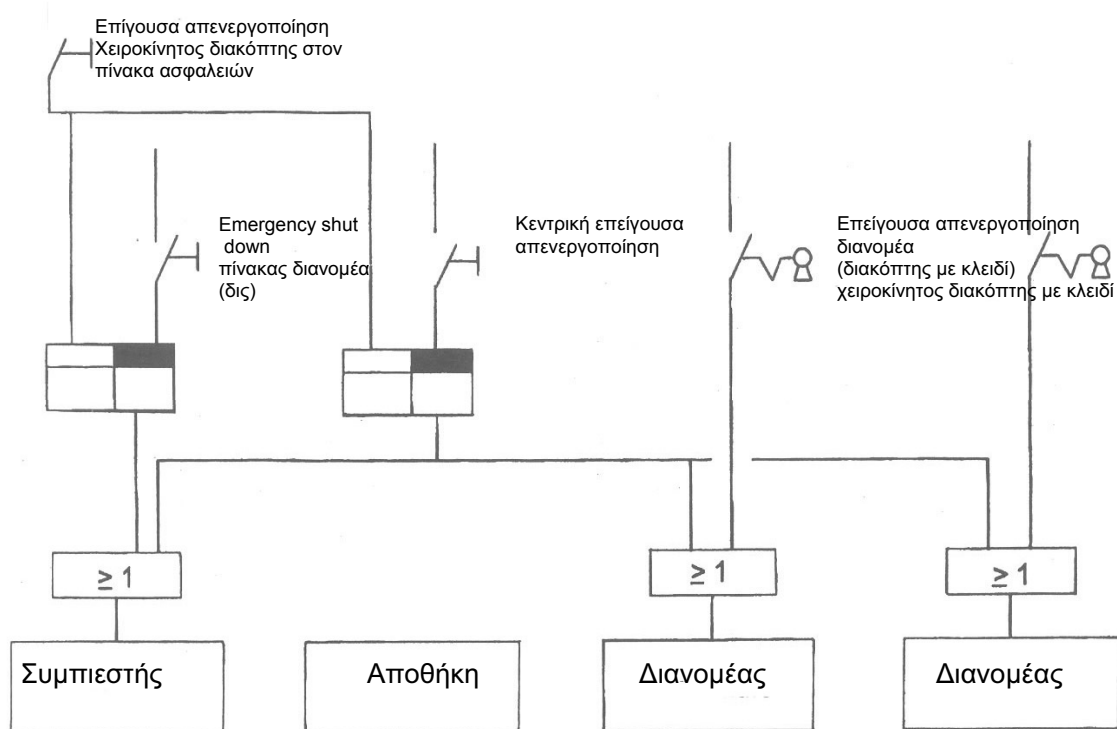 Επίγουσα απενεργοποίηση
Χειροκίνητος διακόπτης στον
πίνακα ασφαλειών
Emergency shut
down
πίνακας διανομέα
(δις)
Κεντρική επείγουσα
απενεργοποίηση
Επείγουσα απενεργοποίηση
διανομέα
(διακόπτης με κλειδί)
χειροκίνητος διακόπτης με κλειδί
≥ 1
≥ 1
≥ 1
Συμπιεστής
Αποθήκη
Διανομέας
Διανομέας